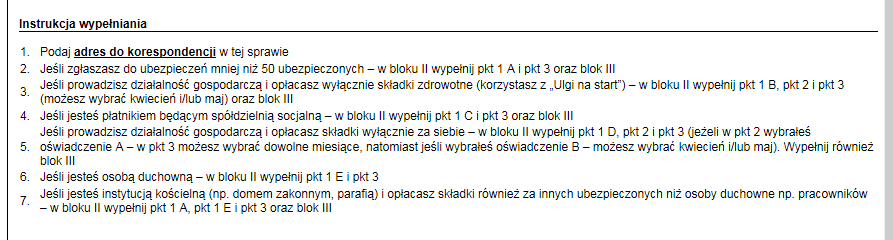 Instrukcja wypełniania
1. Podaj adres do korespondencji w tej sprawie
2. Jeśli zgłaszasz do ubezpieczeń mniej niż 50 ubezpieczonych – w bloku II wypełnij pkt 1 A i pkt 3 oraz blok III
3. Jeśli prowadzisz działalność gospodarczą i opłacasz wyłącznie składki zdrowotne (korzystasz z „Ulgi na start”) – w bloku II wypełnij pkt 1 B, pkt 2 i pkt 3
(możesz wybrać kwiecień i/lub maj) oraz blok III
4. Jeśli jesteś płatnikiem będącym spółdzielnią socjalną – w bloku II wypełnij pkt 1 C i pkt 3 oraz blok III
5. Jeśli prowadzisz działalność gospodarczą i opłacasz składki wyłącznie za siebie – w bloku II wypełnij pkt 1 D, pkt 2 i pkt 3 (jeżeli w pkt 2 wybrałeś
oświadczenie A – w pkt 3 możesz wybrać dowolne miesiące, natomiast jeśli wybrałeś oświadczenie B – możesz wybrać kwiecień i/lub maj). Wypełnij również
blok III
6. Jeśli jesteś osobą duchowną – w bloku II wypełnij pkt 1 E i pkt 3
7. Jeśli jesteś instytucją kościelną (np. domem zakonnym, parafią) i opłacasz składki również za innych ubezpieczonych niż osoby duchowne np. pracowników
– w bloku II wypełnij pkt 1 A, pkt 1 E i pkt 3 oraz blok III